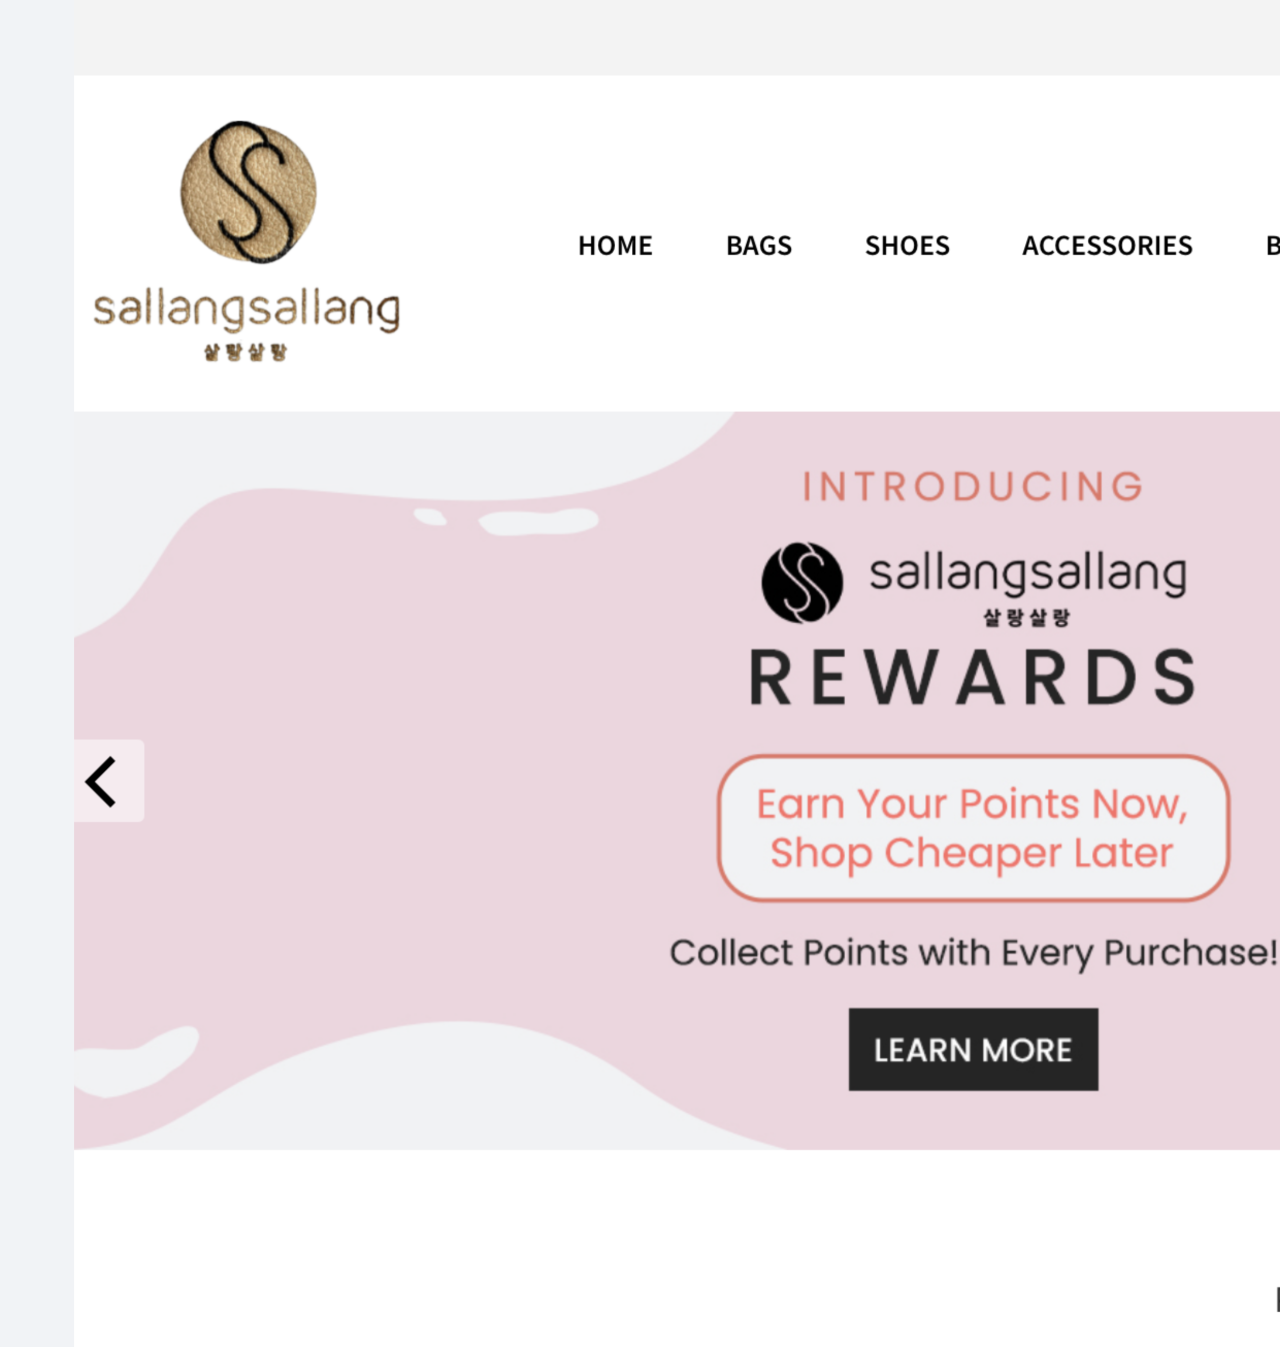 sallangsallang
살랑살랑
HOME BAGS SHOES ACCESSORIES
INTRODUCING
sallangsallang
살랑살랑
REWARDS
Earn Your Points Now,
Shop Cheaper Later
Collect Points with Every Purchase!
LEARN MORE